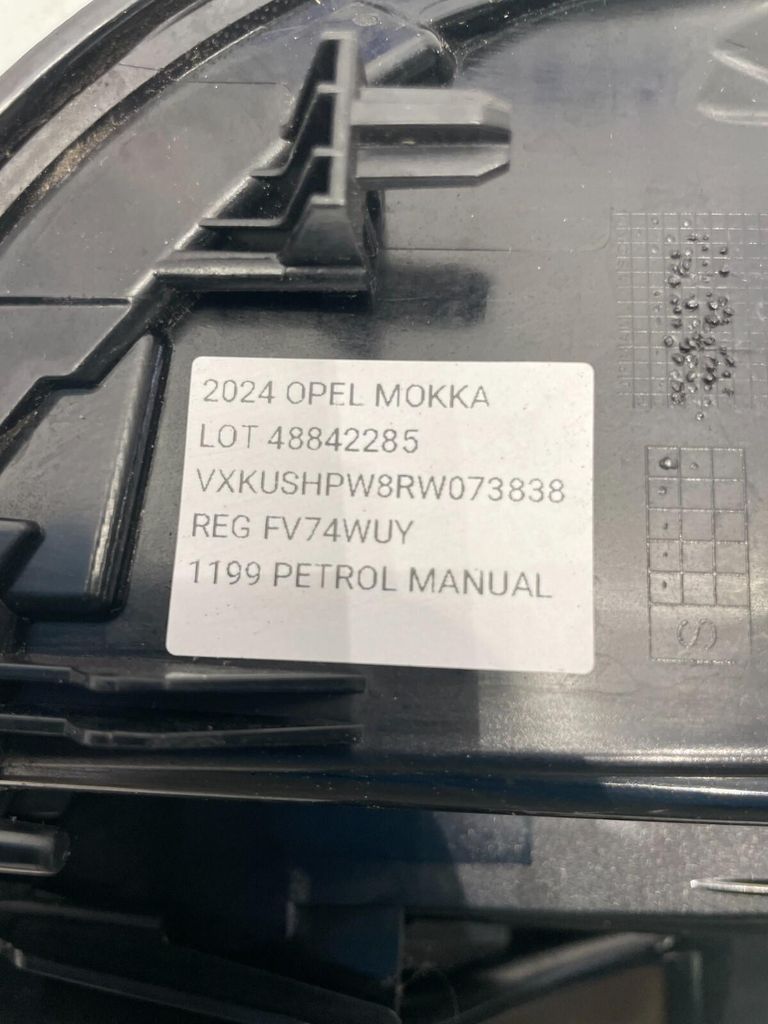 2024 OPEL MOKKA
LOT 48842285
VXKUSHPW8RW073838
REG FV74WUY
1199 PETROL MANUAL
S